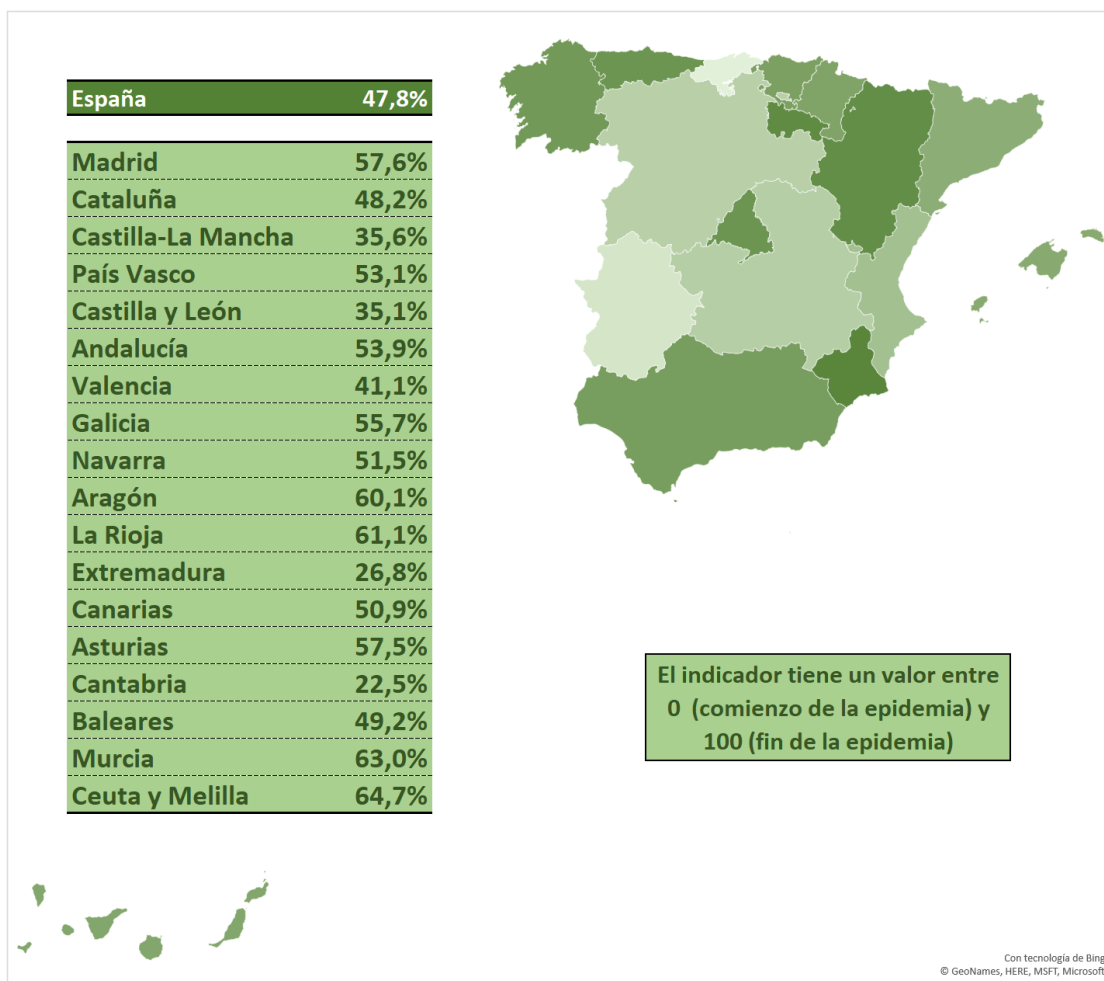 España 47,8%
Madrid 57,6%
Cataluña 48,2%
Castilla-La Mancha 35,6%
País Vasco 53,1%
Castilla y León 35,1%
Andalucía 53,9%
Valencia 41,1%
Galicia 55,7%
Navarra 51,5%
Aragón 60,1%
La Rioja 61,1%
Extremadura 26,8%
Canarias 50,9%
Asturias 57,5%
Cantabria 22,5%
Baleares 49,2%
Murcia 63,0%
Ceuta y Melilla 64,7%
El indicador tiene un valor entre
0 (comienzo de la epidemia) y
100 (fin de la epidemia)
Con tecnología de Bing
© GeoNames, HERE, MSFT, Microsoft